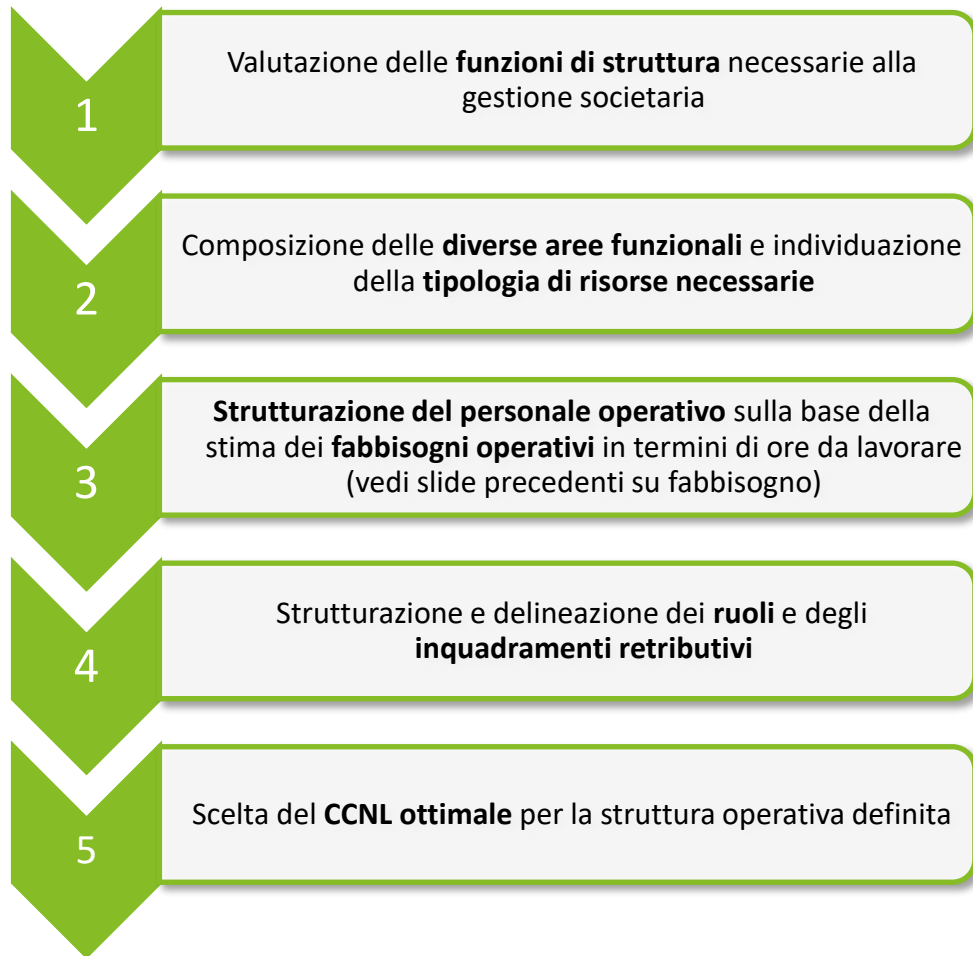 1
Valutazione delle funzioni di struttura necessarie alla
gestione societaria
2
Composizione delle diverse aree funzionali e individuazione
della tipologia di risorse necessarie
3
Strutturazione del personale operativo sulla base della
stima dei fabbisogni operativi in termini di ore da lavorare
(vedi slide precedenti su fabbisogno)
4
Strutturazione e delineazione dei ruoli e degli
inquadramenti retributivi
5
Scelta del CCNL ottimale per la struttura operativa definita